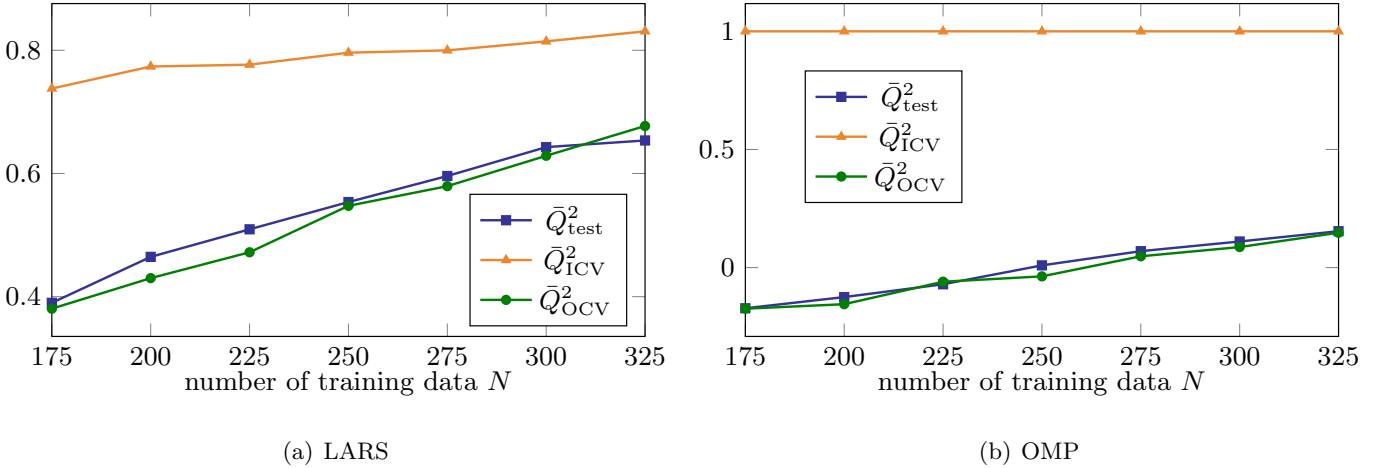 0.8
0.6
0.4
175 200 225 250 275 300 325
number of training data N
Q̄²test
Q̄²ICV
Q̄²OCV
(a) LARS
1
0.5
0
175 200 225 250 275 300 325
number of training data N
Q̄²test
Q̄²ICV
Q̄²OCV
(b) OMP